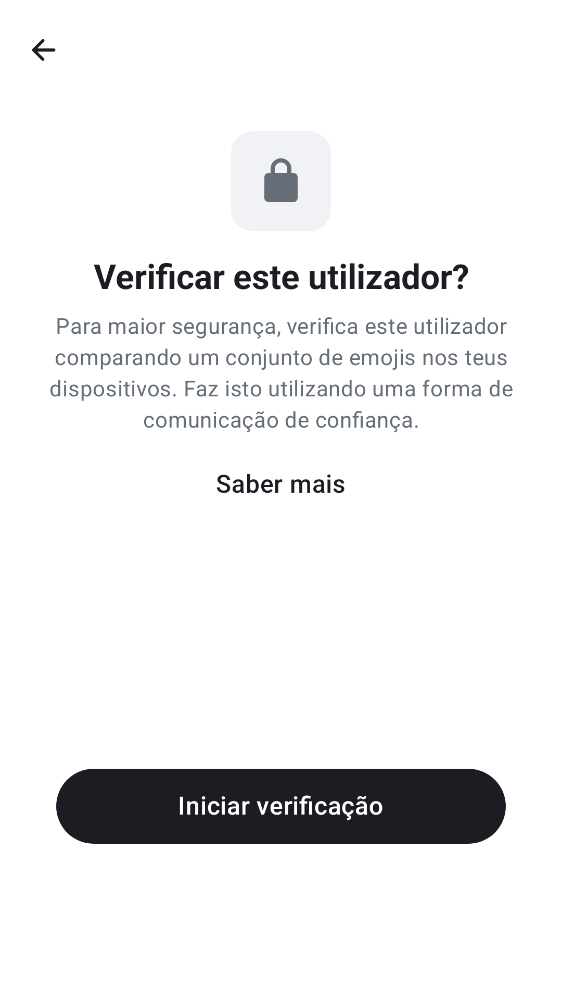 Verificar este utilizador?
Para maior segurança, verifica este utilizador
comparando um conjunto de emojis nos teus
dispositivos. Faz isto utilizando uma forma de
comunicação de confiança.
Saber mais
Iniciar verificação